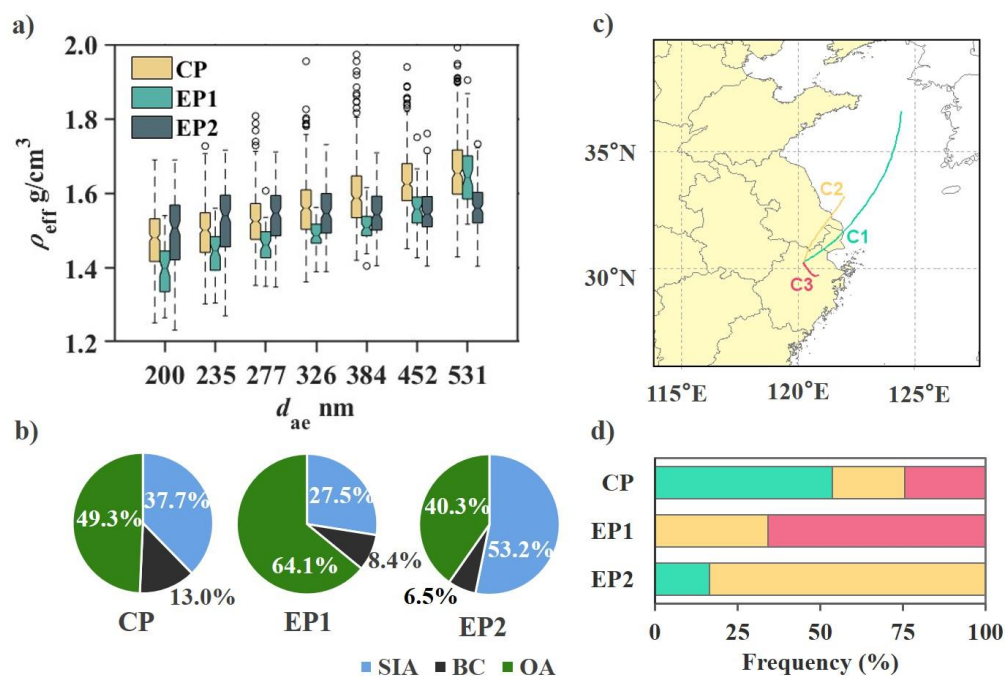 a)
2.0
1.8
1.6
1.4
1.2
ρeff g/cm³
CP
EP1
EP2
200 235 277 326 384 452 531
dae nm
b)
49.3% 37.7% 13.0%
CP
27.5% 64.1% 8.4%
EP1
40.3% 53.2% 6.5%
EP2
SIA BC OA
c)
35°N
30°N
C2
C1
C3
115°E 120°E 125°E
d)
CP
EP1
EP2
0 25 50 75 100
Frequency (%)